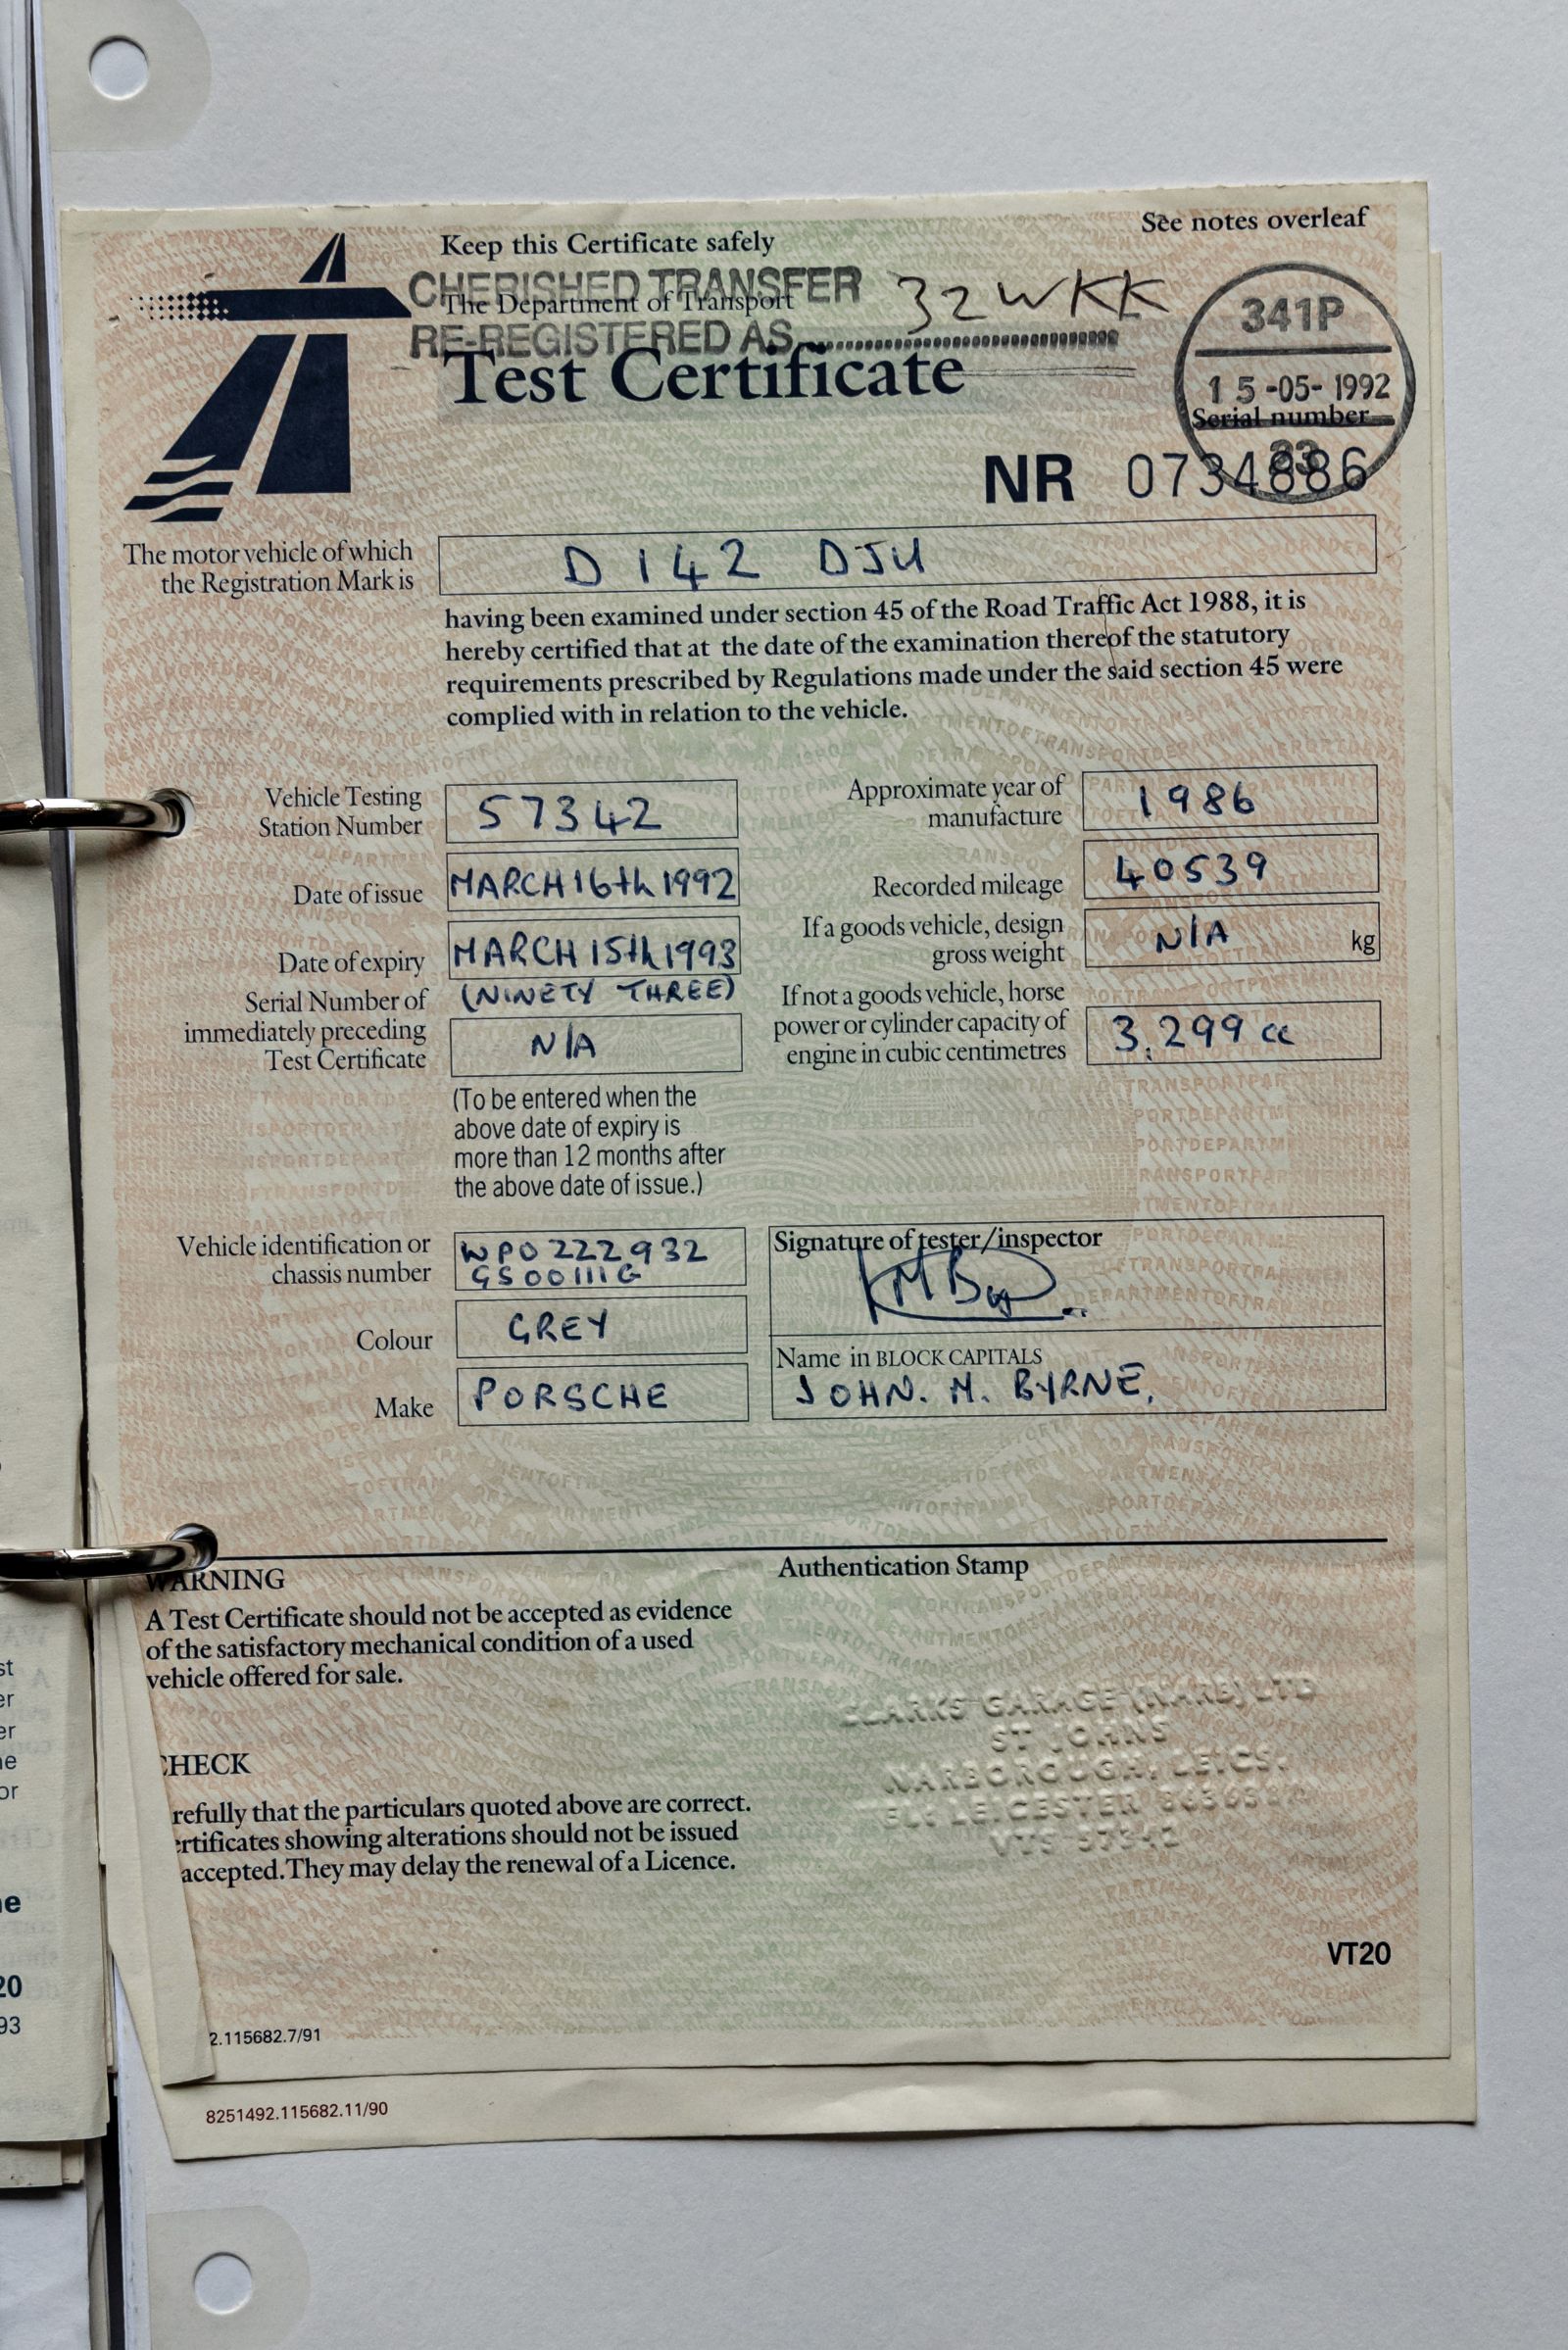 See notes overleaf
Keep this Certificate safely
CHERISHED TRANSFER 32 WKK
The Department of Transport
RE-REGISTERED AS
Test Certificate
341P
15-05-1992
Serial number
23
NR 0734886
The motor vehicle of which
the Registration Mark is
D 142 DJU
having been examined under section 45 of the Road Traffic Act 1988, it is
hereby certified that at the date of the examination thereof the statutory
requirements prescribed by Regulations made under the said section 45 were
complied with in relation to the vehicle.
Vehicle Testing
Station Number
57342
Date of issue
MARCH 16th 1992
Date of expiry
MARCH 15th 1993
(NINETY THREE)
Serial Number of
immediately preceding
Test Certificate
N/A
(To be entered when the
above date of expiry is
more than 12 months after
the above date of issue.)
Approximate year of
manufacture
1986
Recorded mileage
40539
If a goods vehicle, design
gross weight
N/A kg
If not a goods vehicle, horse
power or cylinder capacity of
engine in cubic centimetres
3,299 cc
Vehicle identification or
chassis number
WPO222932
GS00111G
Colour
GREY
Make
PORSCHE
Signature of tester/inspector
Name in BLOCK CAPITALS
JOHN. M. BYRNE.
WARNING
A Test Certificate should not be accepted as evidence
of the satisfactory mechanical condition of a used
vehicle offered for sale.
CHECK
refully that the particulars quoted above are correct.
ertificates showing alterations should not be issued
accepted. They may delay the renewal of a Licence.
Authentication Stamp
CLARKS GARAGE (NARB) LTD
ST JOHNS
NARBOROUGH, LEICS.
LEICESTER
VTS 57342
VT20
2.115682.7/91
8251492.115682.11/90
st
er
er
ne
or
ne
20
93